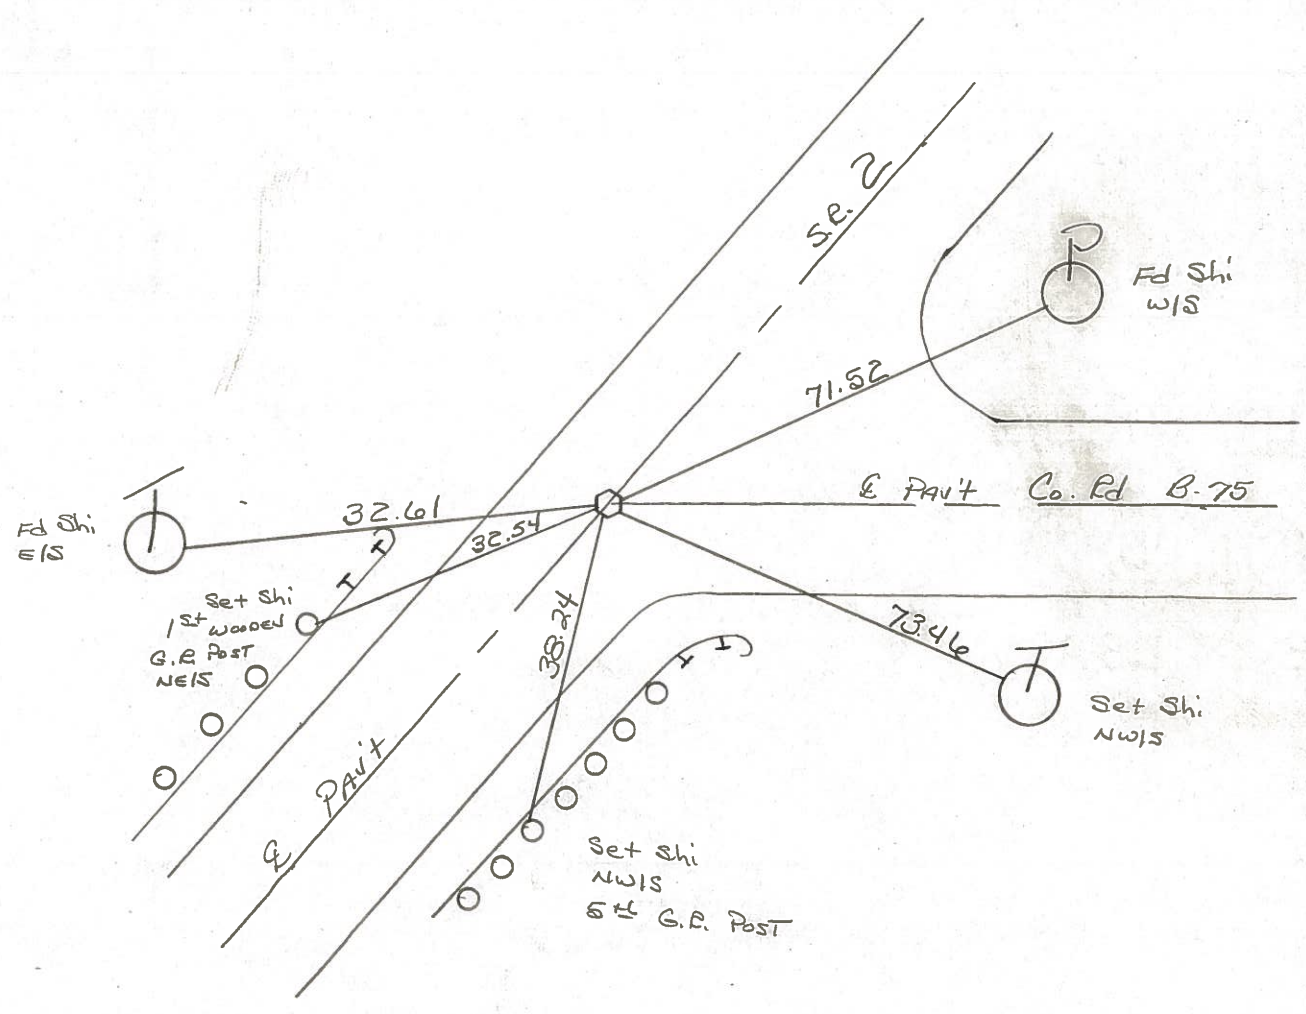 S.R. 2
P
Fd Shi
W/S
71.52
℄ PAV't Co. Rd B-75
32.61
Fd Shi
E/S
32.54
Set Shi
1st WOODEN
G.R. POST
NE/S
38.24
73.46
Set Shi
NW/S
℄ PAV't
Set Shi
NW/S
5th G.R. POST